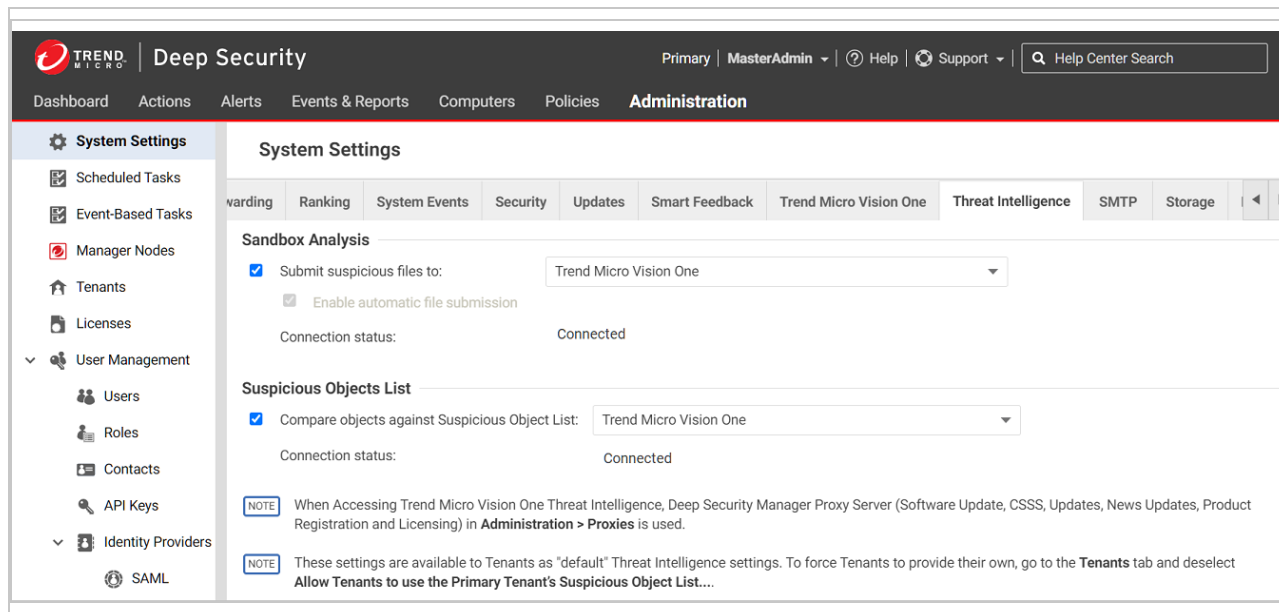 TREND MICRO Deep Security
Primary MasterAdmin Help Support Help Center Search
Dashboard Actions Alerts Events & Reports Computers Policies Administration
System Settings
Scheduled Tasks
Event-Based Tasks
Manager Nodes
Tenants
Licenses
User Management
Users
Roles
Contacts
API Keys
Identity Providers
SAML
System Settings
warding Ranking System Events Security Updates Smart Feedback Trend Micro Vision One Threat Intelligence SMTP Storage
Sandbox Analysis
Submit suspicious files to: Trend Micro Vision One
Enable automatic file submission
Connection status: Connected
Suspicious Objects List
Compare objects against Suspicious Object List: Trend Micro Vision One
Connection status: Connected
NOTE When Accessing Trend Micro Vision One Threat Intelligence, Deep Security Manager Proxy Server (Software Update, CSSS, Updates, News Updates, Product
Registration and Licensing) in Administration > Proxies is used.
NOTE These settings are available to Tenants as "default" Threat Intelligence settings. To force Tenants to provide their own, go to the Tenants tab and deselect
Allow Tenants to use the Primary Tenant's Suspicious Object List....